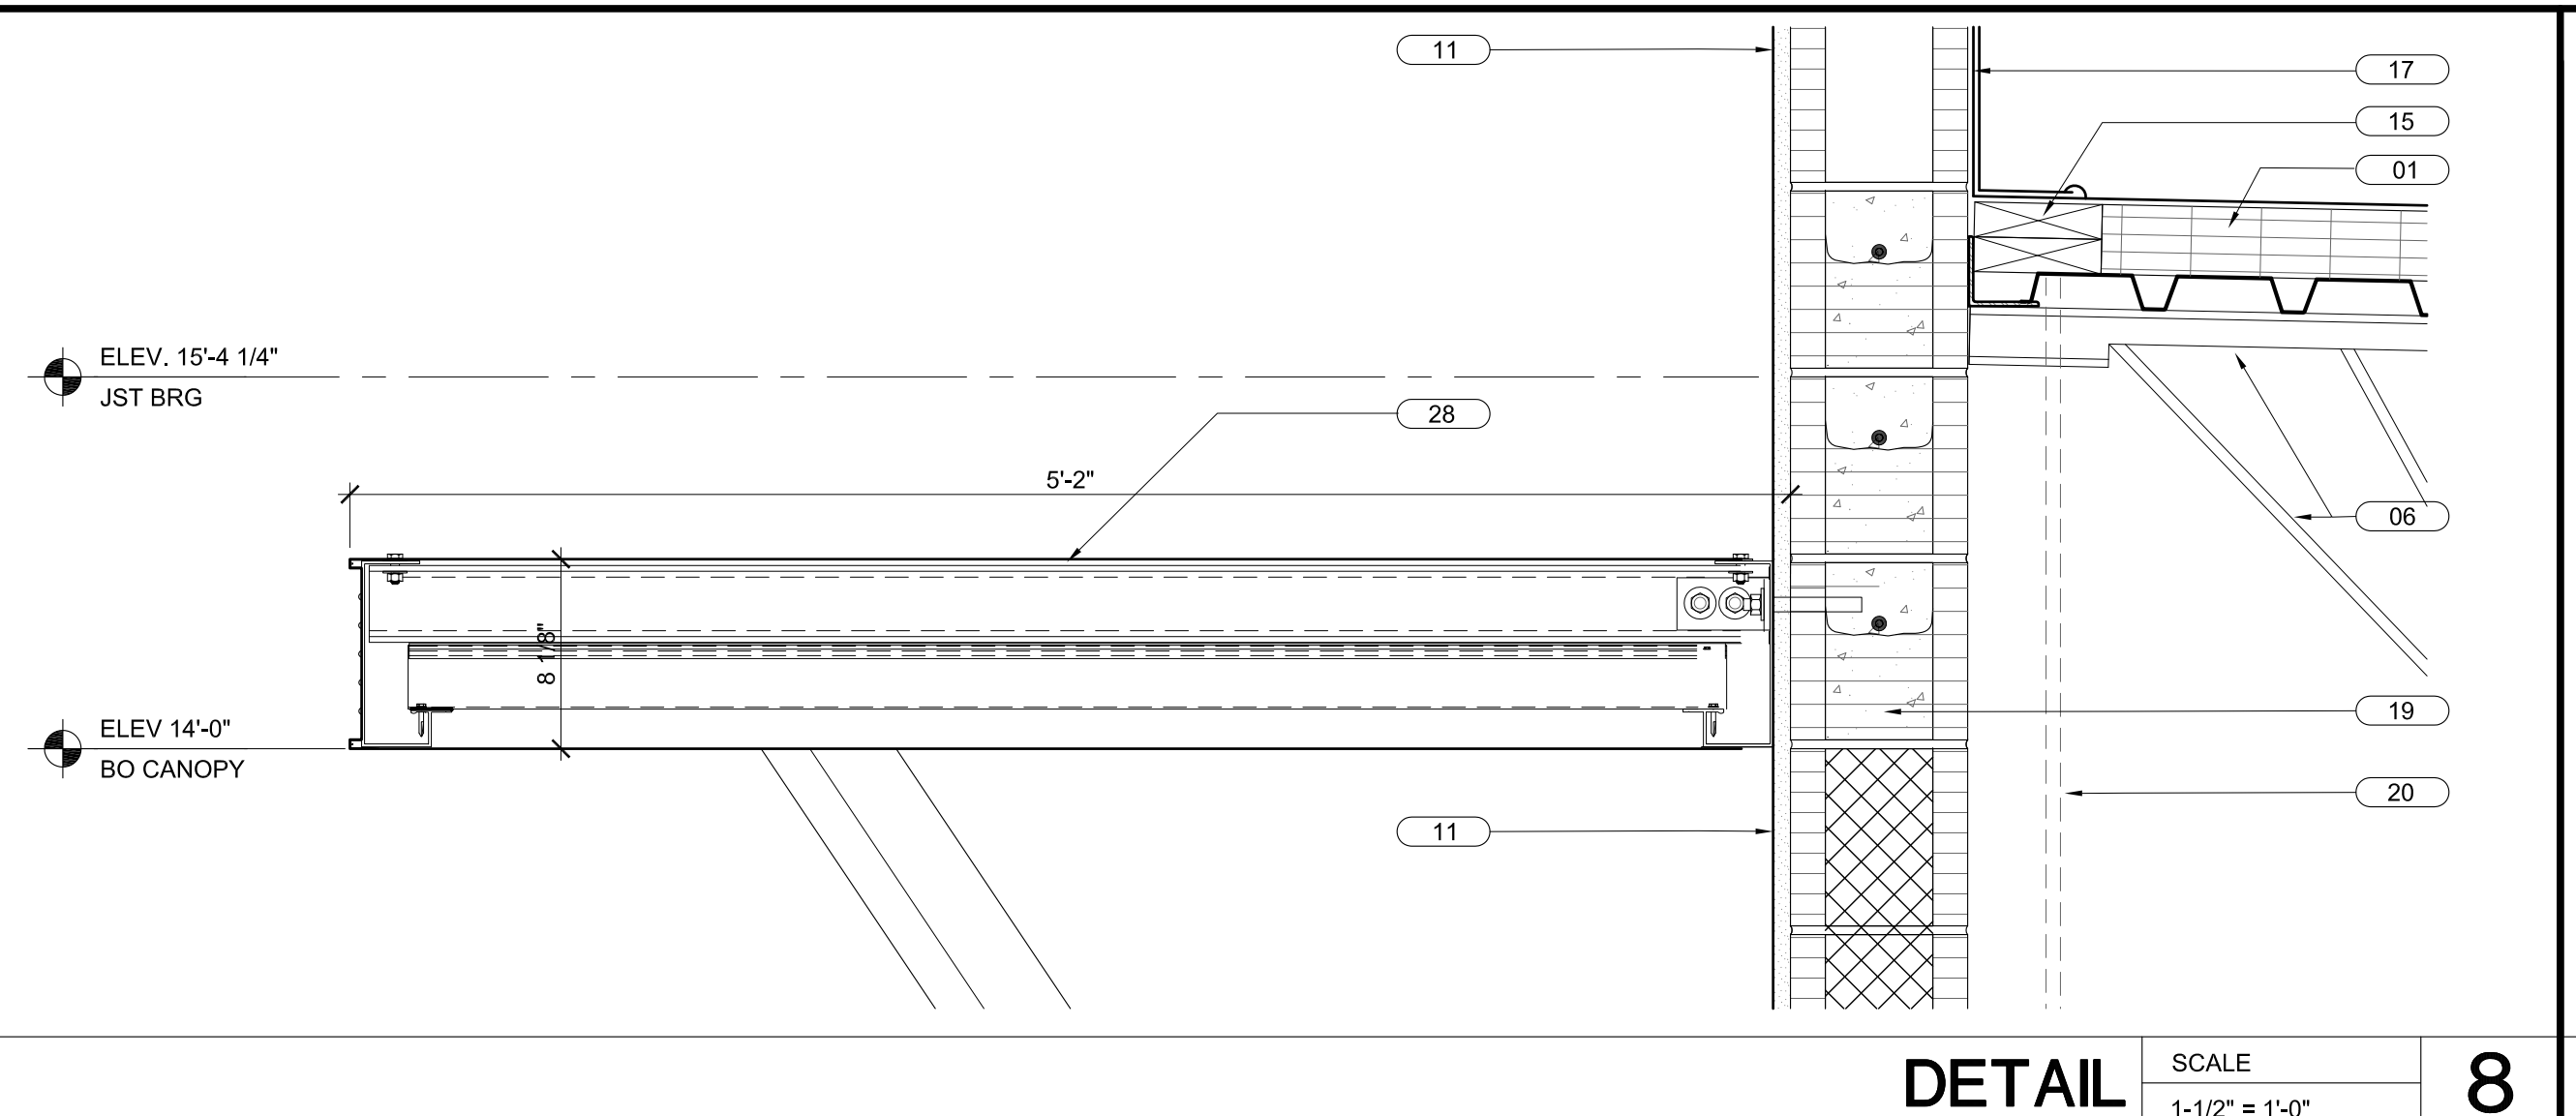 11
17
15
01
ELEV. 15'-4 1/4"
JST BRG
28
5'-2"
06
8 1/8"
19
ELEV 14'-0"
BO CANOPY
20
11
DETAIL
SCALE
1-1/2" = 1'-0"
8